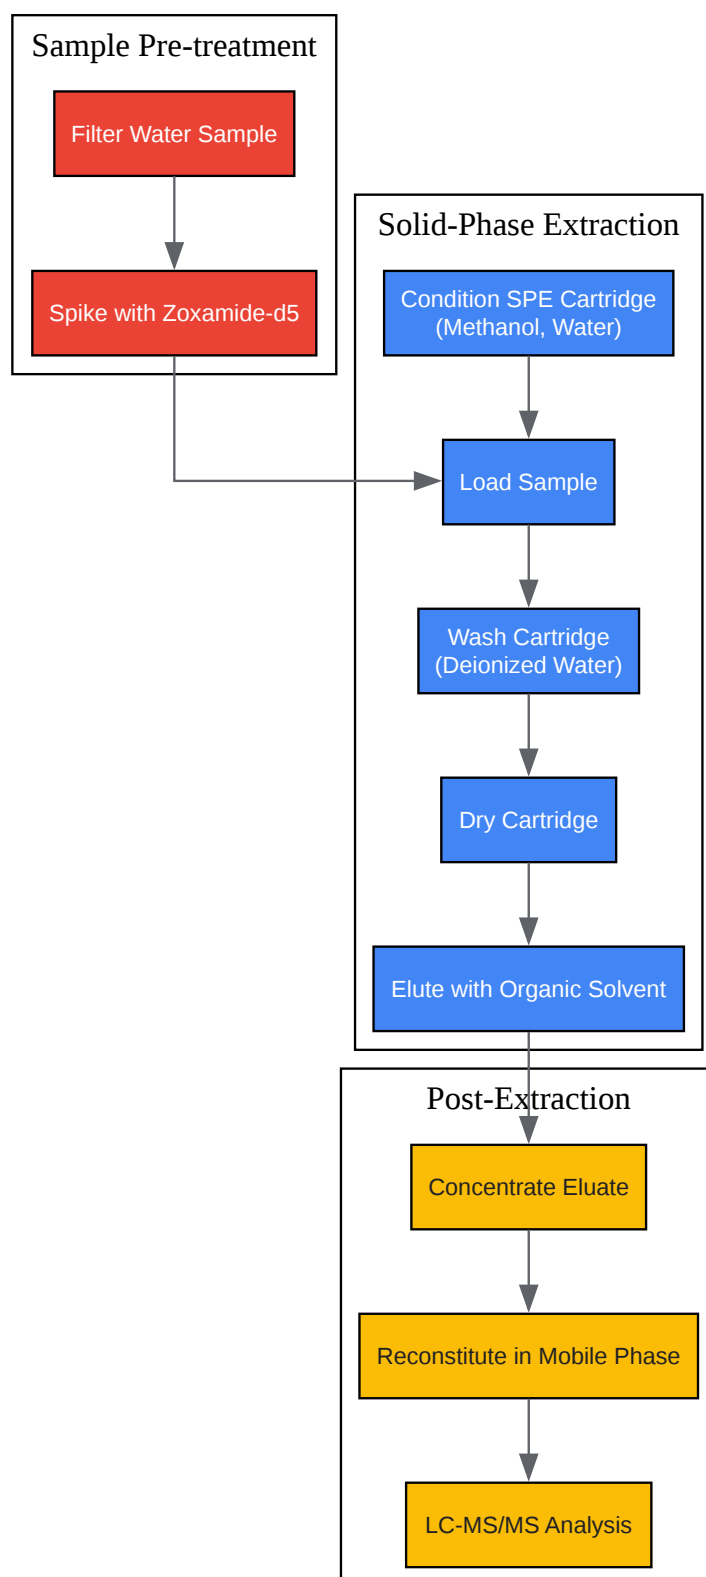 Sample Pre-treatment
Filter Water Sample
Spike with Zoxamide-d5
Solid-Phase Extraction
Condition SPE Cartridge
(Methanol, Water)
Load Sample
Wash Cartridge
(Deionized Water)
Dry Cartridge
Elute with Organic Solvent
Post-Extraction
Concentrate Eluate
Reconstitute in Mobile Phase
LC-MS/MS Analysis